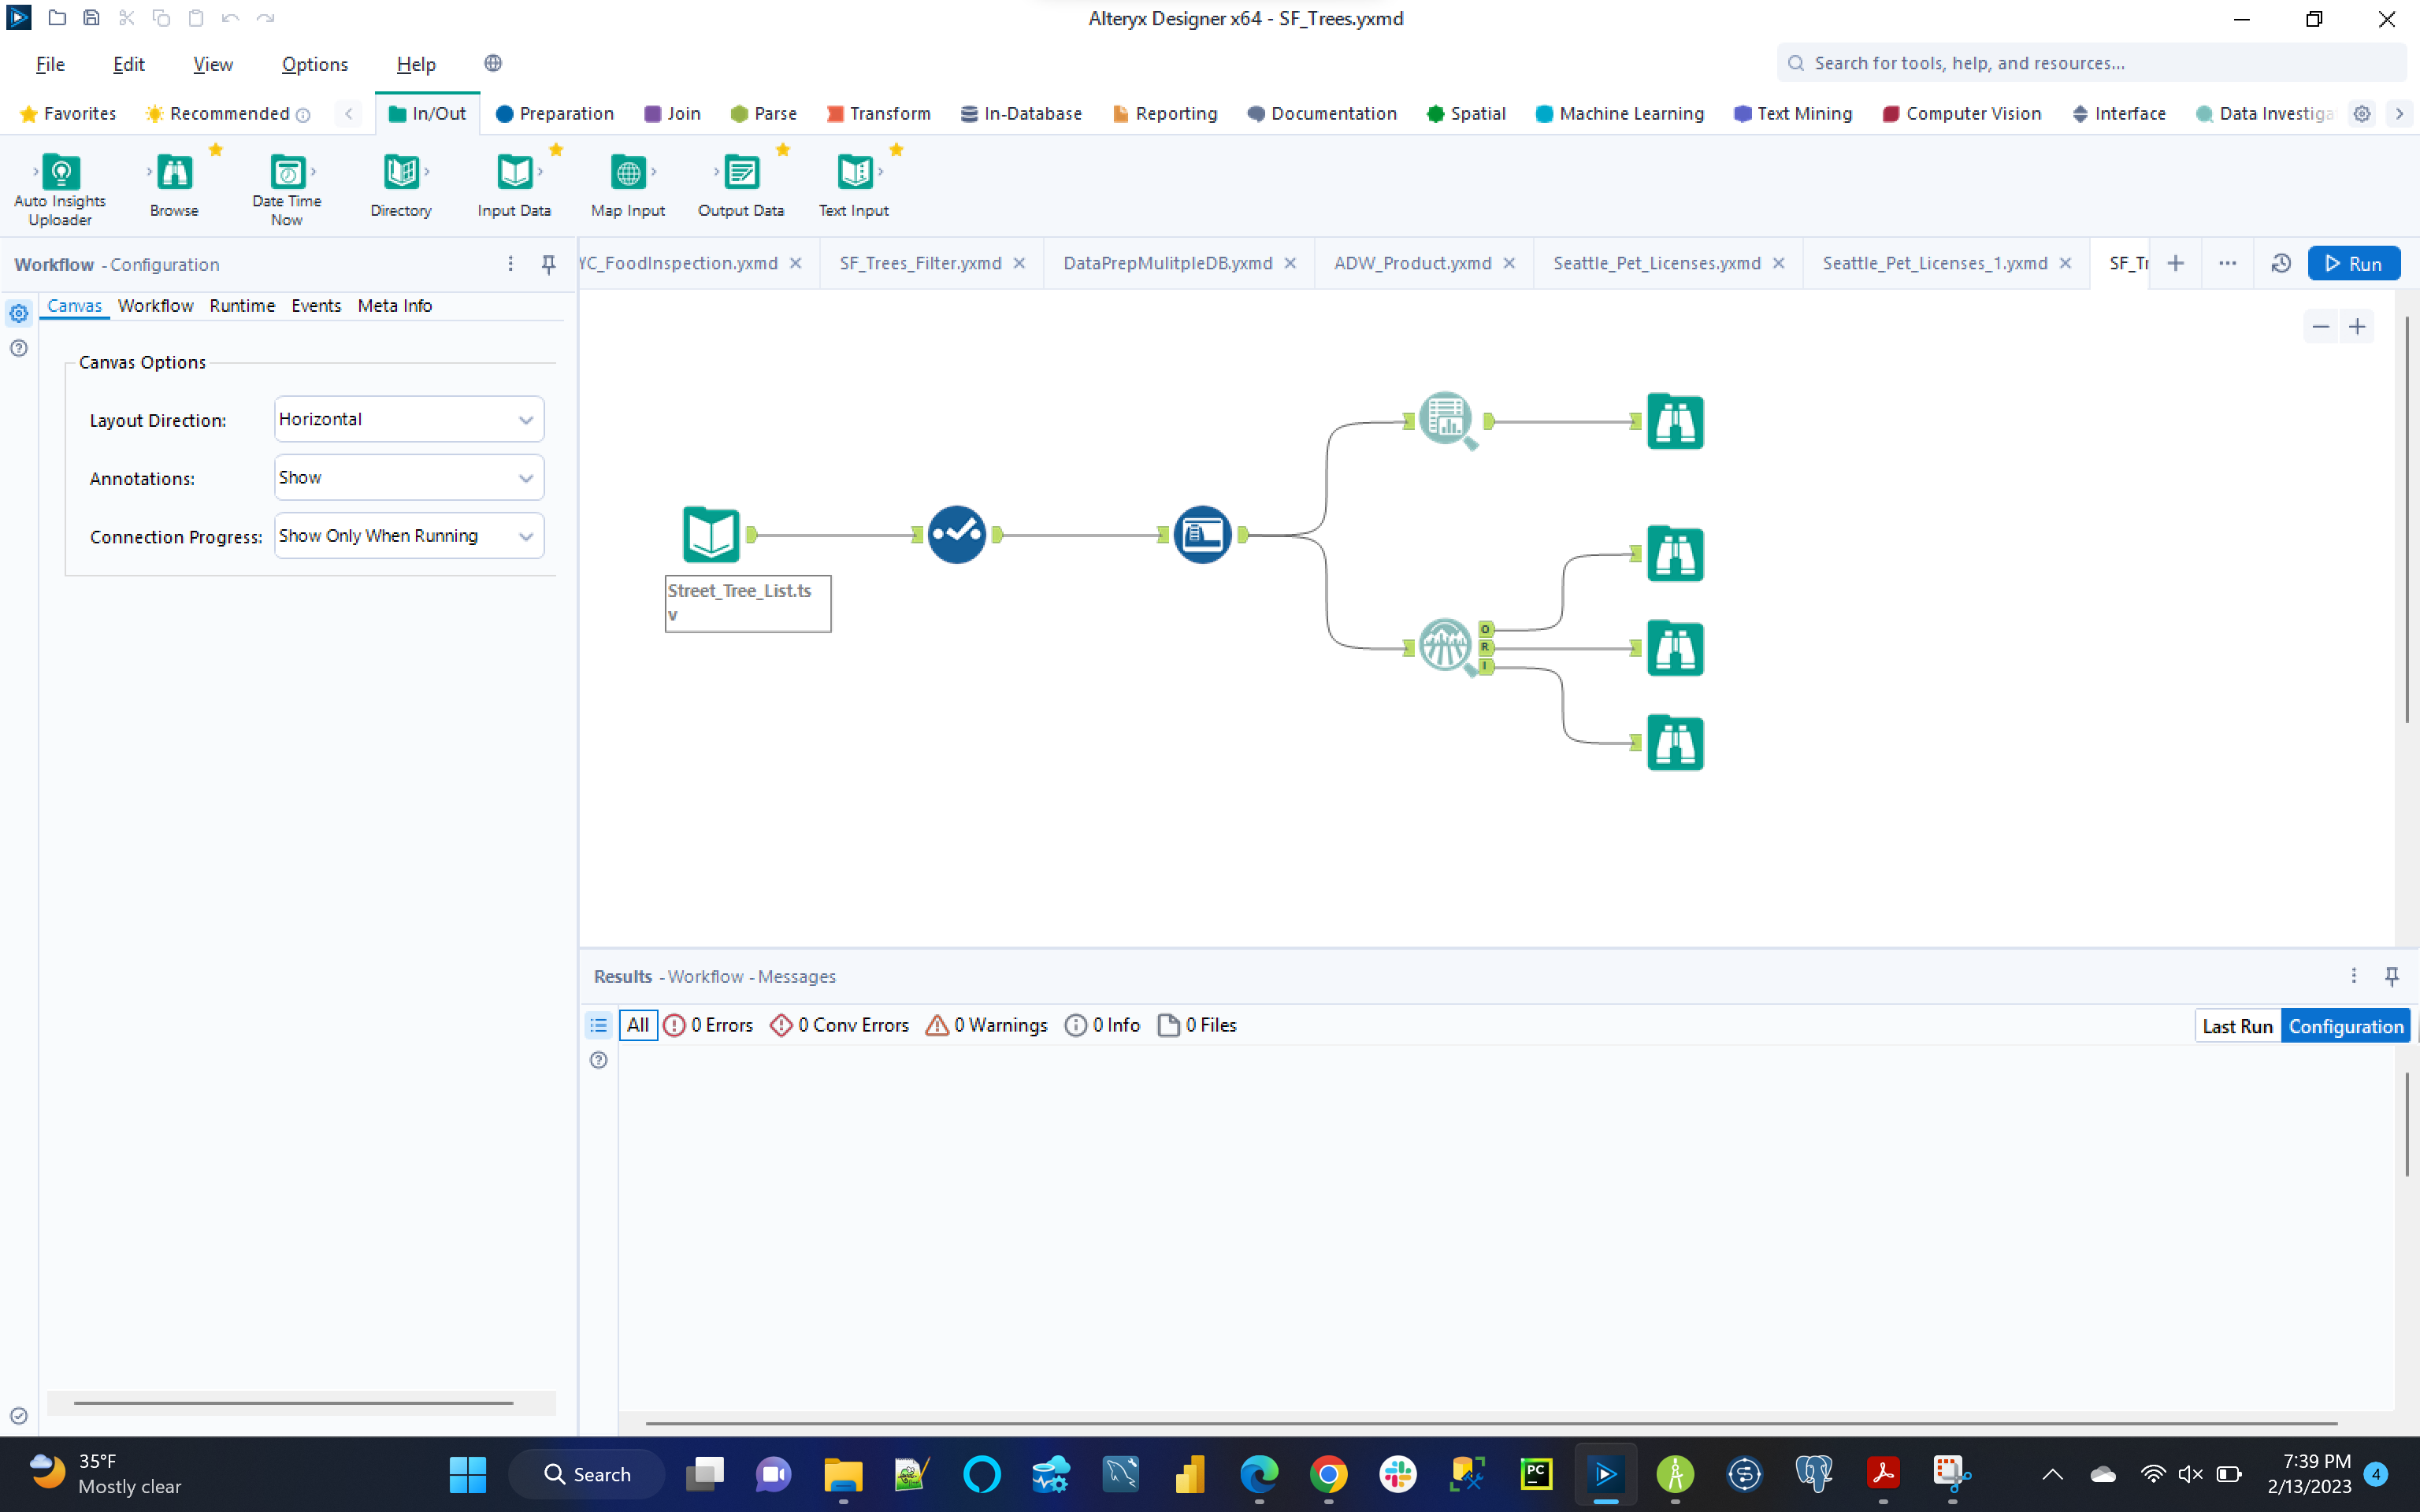 Alteryx Designer x64 - SF_Trees.yxmd
File Edit View Options Help
Search for tools, help, and resources...
Favorites Recommended In/Out Preparation Join Parse Transform In-Database Reporting Documentation Spatial Machine Learning Text Mining Computer Vision Interface Data Investiga
Auto Insights
Uploader
Browse
Date Time
Now
Directory
Input Data
Map Input
Output Data
Text Input
Workflow - Configuration
YC_FoodInspection.yxmd SF_Trees_Filter.yxmd DataPrepMulitpleDB.yxmd ADW_Product.yxmd Seattle_Pet_Licenses.yxmd Seattle_Pet_Licenses_1.yxmd SF_Tr
Run
Canvas Workflow Runtime Events Meta Info
Canvas Options
Layout Direction: Horizontal
Annotations: Show
Connection Progress: Show Only When Running
Street_Tree_List.ts
v
O
R
I
Results - Workflow - Messages
All 0 Errors 0 Conv Errors 0 Warnings 0 Info 0 Files
Last Run Configuration
35°F
Mostly clear
Search
PC
7:39 PM
2/13/2023
4